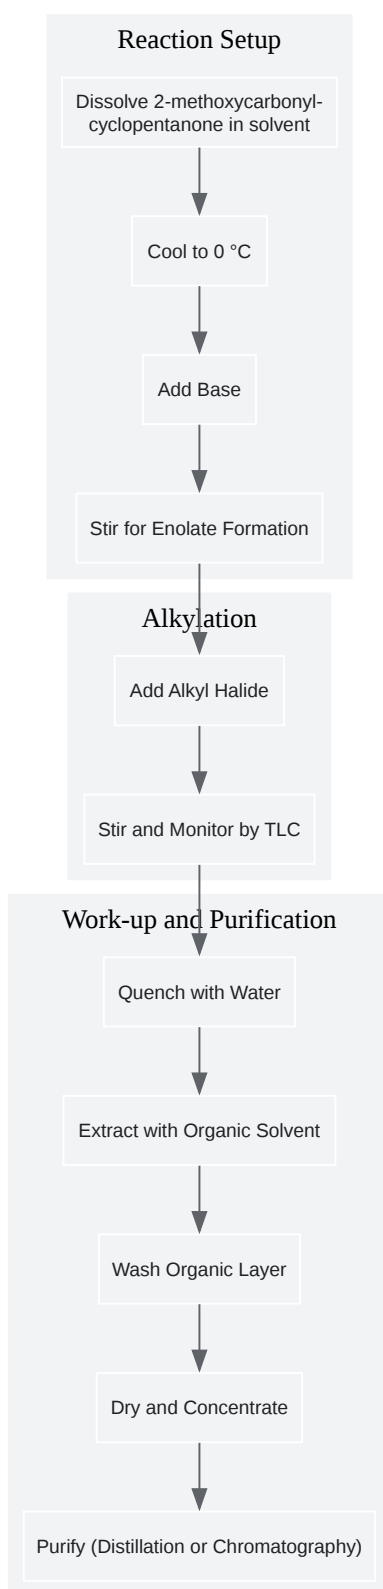 Reaction Setup
Dissolve 2-methoxycarbonyl-
cyclopentanone in solvent
Cool to 0 °C
Add Base
Stir for Enolate Formation
Alkylation
Add Alkyl Halide
Stir and Monitor by TLC
Work-up and Purification
Quench with Water
Extract with Organic Solvent
Wash Organic Layer
Dry and Concentrate
Purify (Distillation or Chromatography)